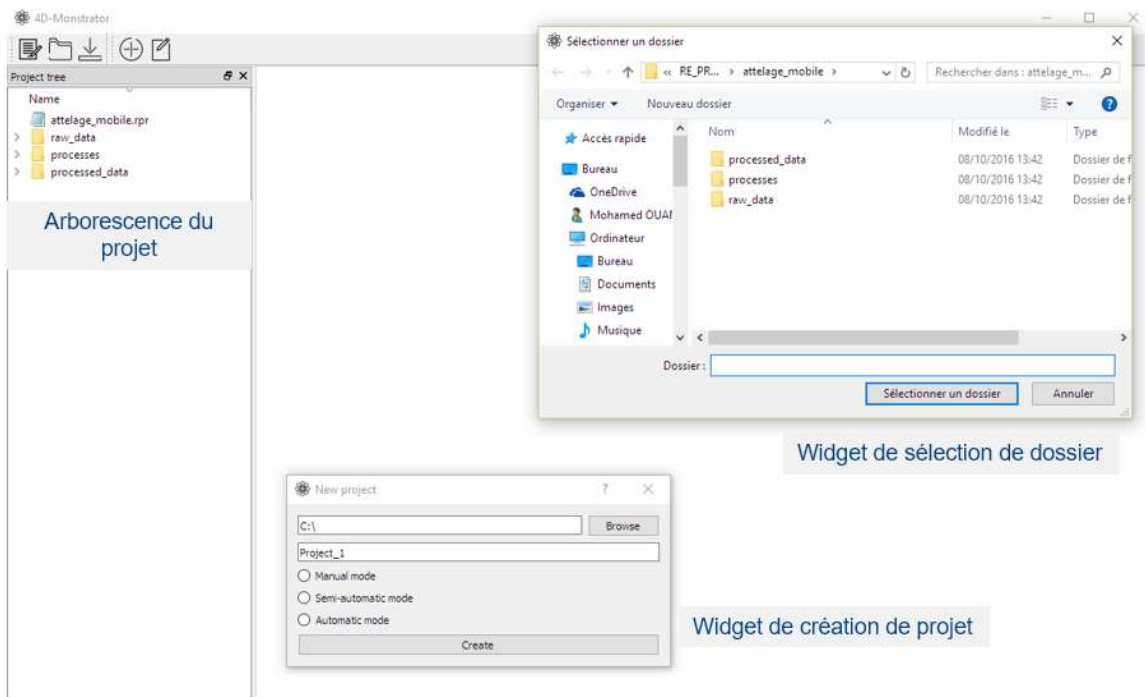 4D-Monstrator
Project tree
Name
attelage_mobile.rpr
raw_data
processes
processed_data
Arborescence du
projet
Sélectionner un dossier
« RE_PR... > attelage_mobile >
Rechercher dans : attelage_m...
Organiser
Nouveau dossier
Nom
Modifié le
Type
Accès rapide
Bureau
OneDrive
Mohamed OUAI
Ordinateur
Bureau
Documents
Images
Musique
processed_data
08/10/2016 13:42
Dossier de f
processes
08/10/2016 13:42
Dossier de f
raw_data
08/10/2016 13:42
Dossier de f
Dossier :
Sélectionner un dossier
Annuler
Widget de sélection de dossier
New project
C:\
Browse
Project_1
Manual mode
Semi-automatic mode
Automatic mode
Create
Widget de création de projet